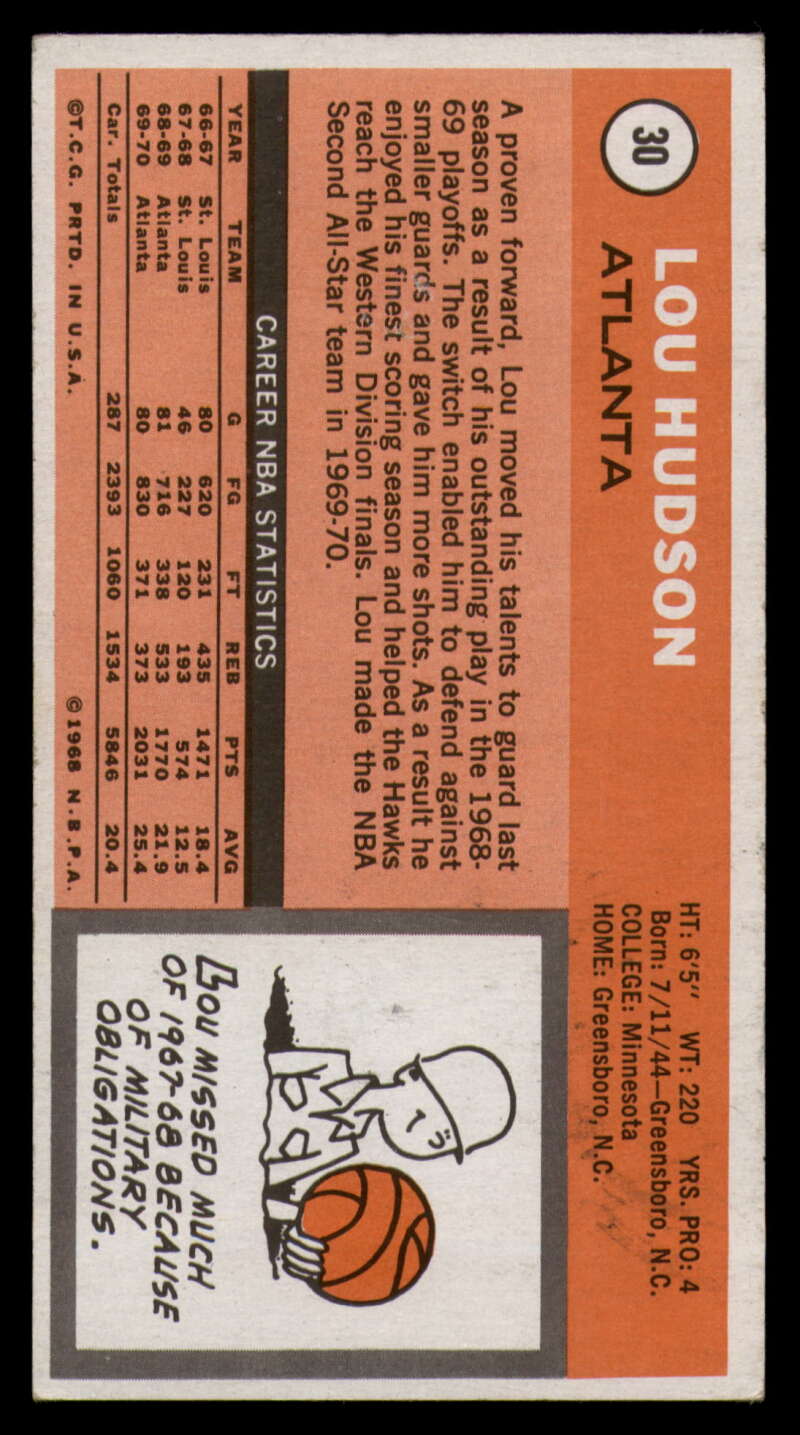 30
LOU HUDSON
ATLANTA
HT: 6'5" WT: 220 YRS. PRO: 4
Born: 7/11/44—Greensboro, N.C.
COLLEGE: Minnesota
HOME: Greensboro, N.C.
A proven forward, Lou moved his talents to guard last
season as a result of his outstanding play in the 1968-
69 playoffs. The switch enabled him to defend against
smaller guards and gave him more shots. As a result he
enjoyed his finest scoring season and helped the Hawks
reach the Western Division finals. Lou made the NBA
Second All-Star team in 1969-70.
CAREER NBA STATISTICS
YEAR TEAM G FG FT REB PTS AVG
66-67 St. Louis 80 620 231 435 1471 18.4
67-68 St. Louis 46 227 120 193 574 12.5
68-69 Atlanta 81 716 338 533 1770 21.9
69-70 Atlanta 80 830 371 373 2031 25.4
Car. Totals 287 2393 1060 1534 5846 20.4
©T.C.G. PRTD. IN U.S.A. ©1968 N.B.P.A.
LOU MISSED MUCH
OF 1967-68 BECAUSE
OF MILITARY
OBLIGATIONS.